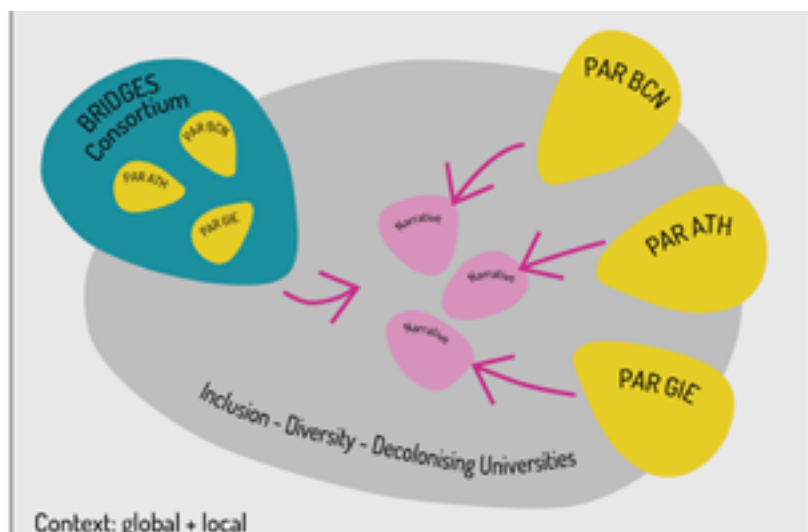 BRIDGES
Consortium
PAR BCN
PAR ATH
PAR GIE
PAR BCN
PAR ATH
PAR GIE
Narrative
Narrative
Narrative
Inclusion - Diversity - Decolonising Universities
Context: global + local